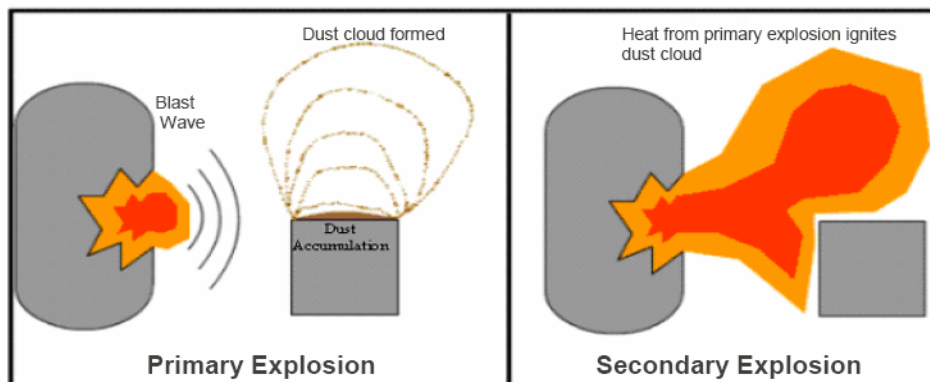 Dust cloud formed
Blast
Wave
Dust
Accumulation
Primary Explosion
Heat from primary explosion ignites
dust cloud
Secondary Explosion